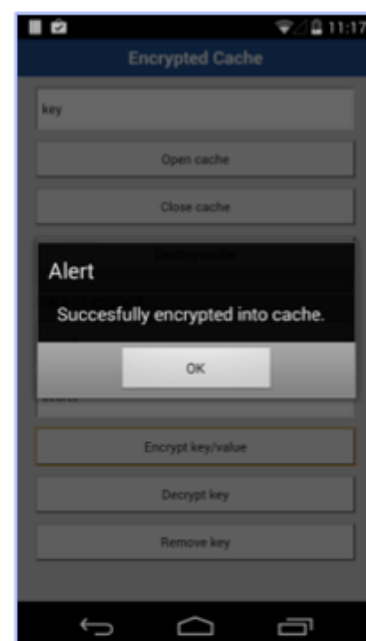 11:17
Encrypted Cache
key
Open cache
Close cache
Alert
Succesfully encrypted into cache.
OK
Encrypt key/value
Decrypt key
Remove key